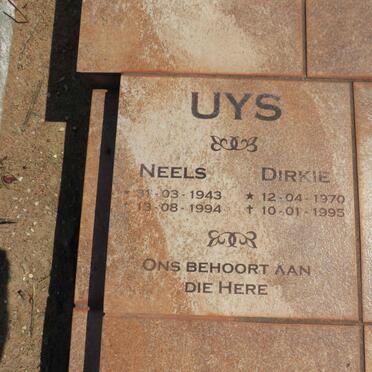 UYS
NEELS DIRKIE
31-03-1943 ★ 12-04-1970
13-08-1994 ✝ 10-01-1995
ONS BEHOORT AAN
DIE HERE